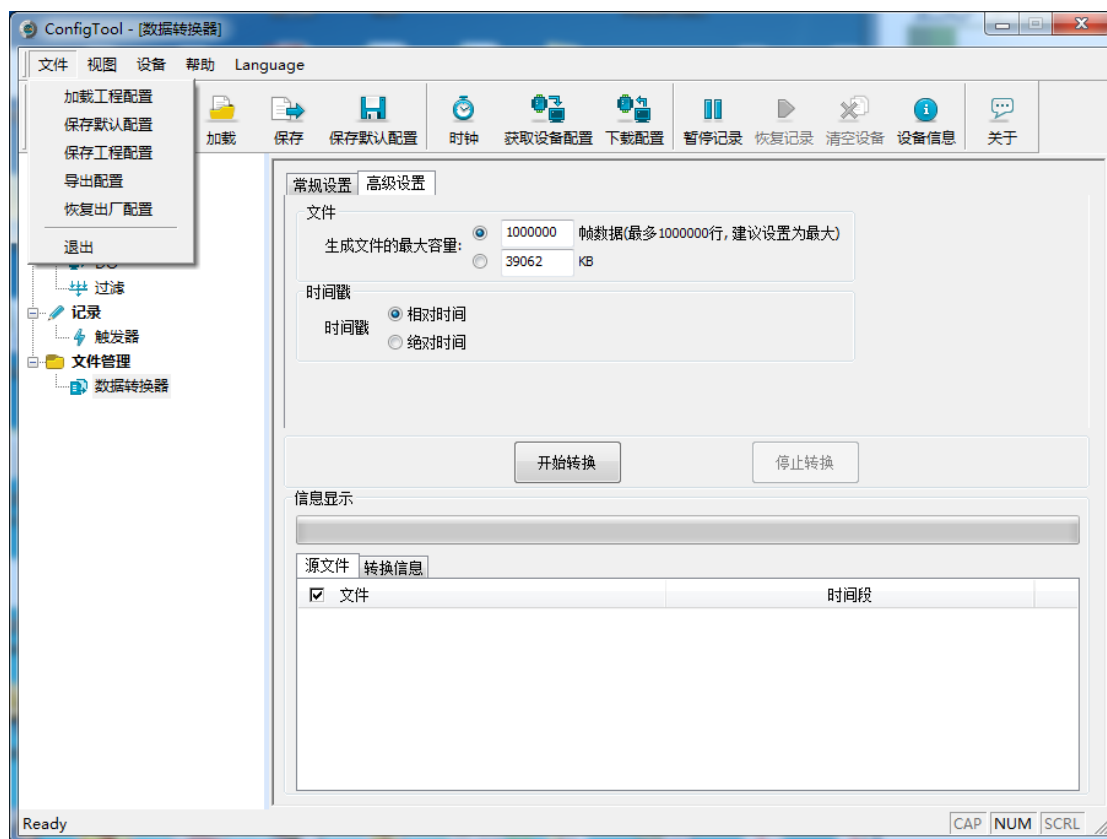 ConfigTool - [数据转换器]
文件 视图 设备 帮助 Language
加载工程配置
保存默认配置
保存工程配置
导出配置
恢复出厂配置
退出
加载 保存 保存默认配置 时钟 获取设备配置 下载配置 暂停记录 恢复记录 清空设备 设备信息 关于
过滤
记录
触发器
文件管理
数据转换器
常规设置 高级设置
文件
生成文件的最大容量: 1000000 帧数据(最多1000000行, 建议设置为最大)
39062 KB
时间戳
时间戳 相对时间
绝对时间
开始转换 停止转换
信息显示
源文件 转换信息
文件 时间段
Ready CAP NUM SCRL